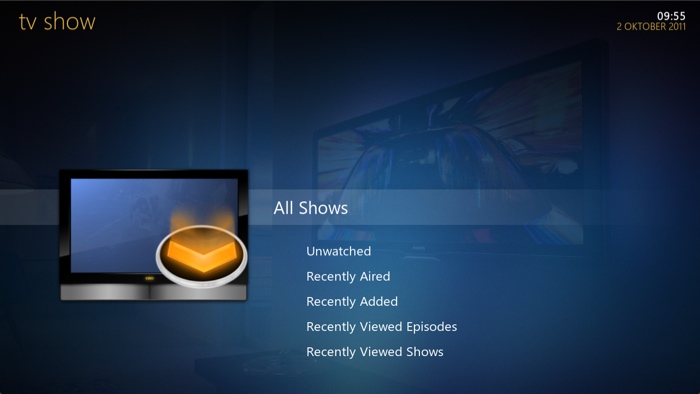 tv show
09:55
2 OKTOBER 2011
All Shows
Unwatched
Recently Aired
Recently Added
Recently Viewed Episodes
Recently Viewed Shows